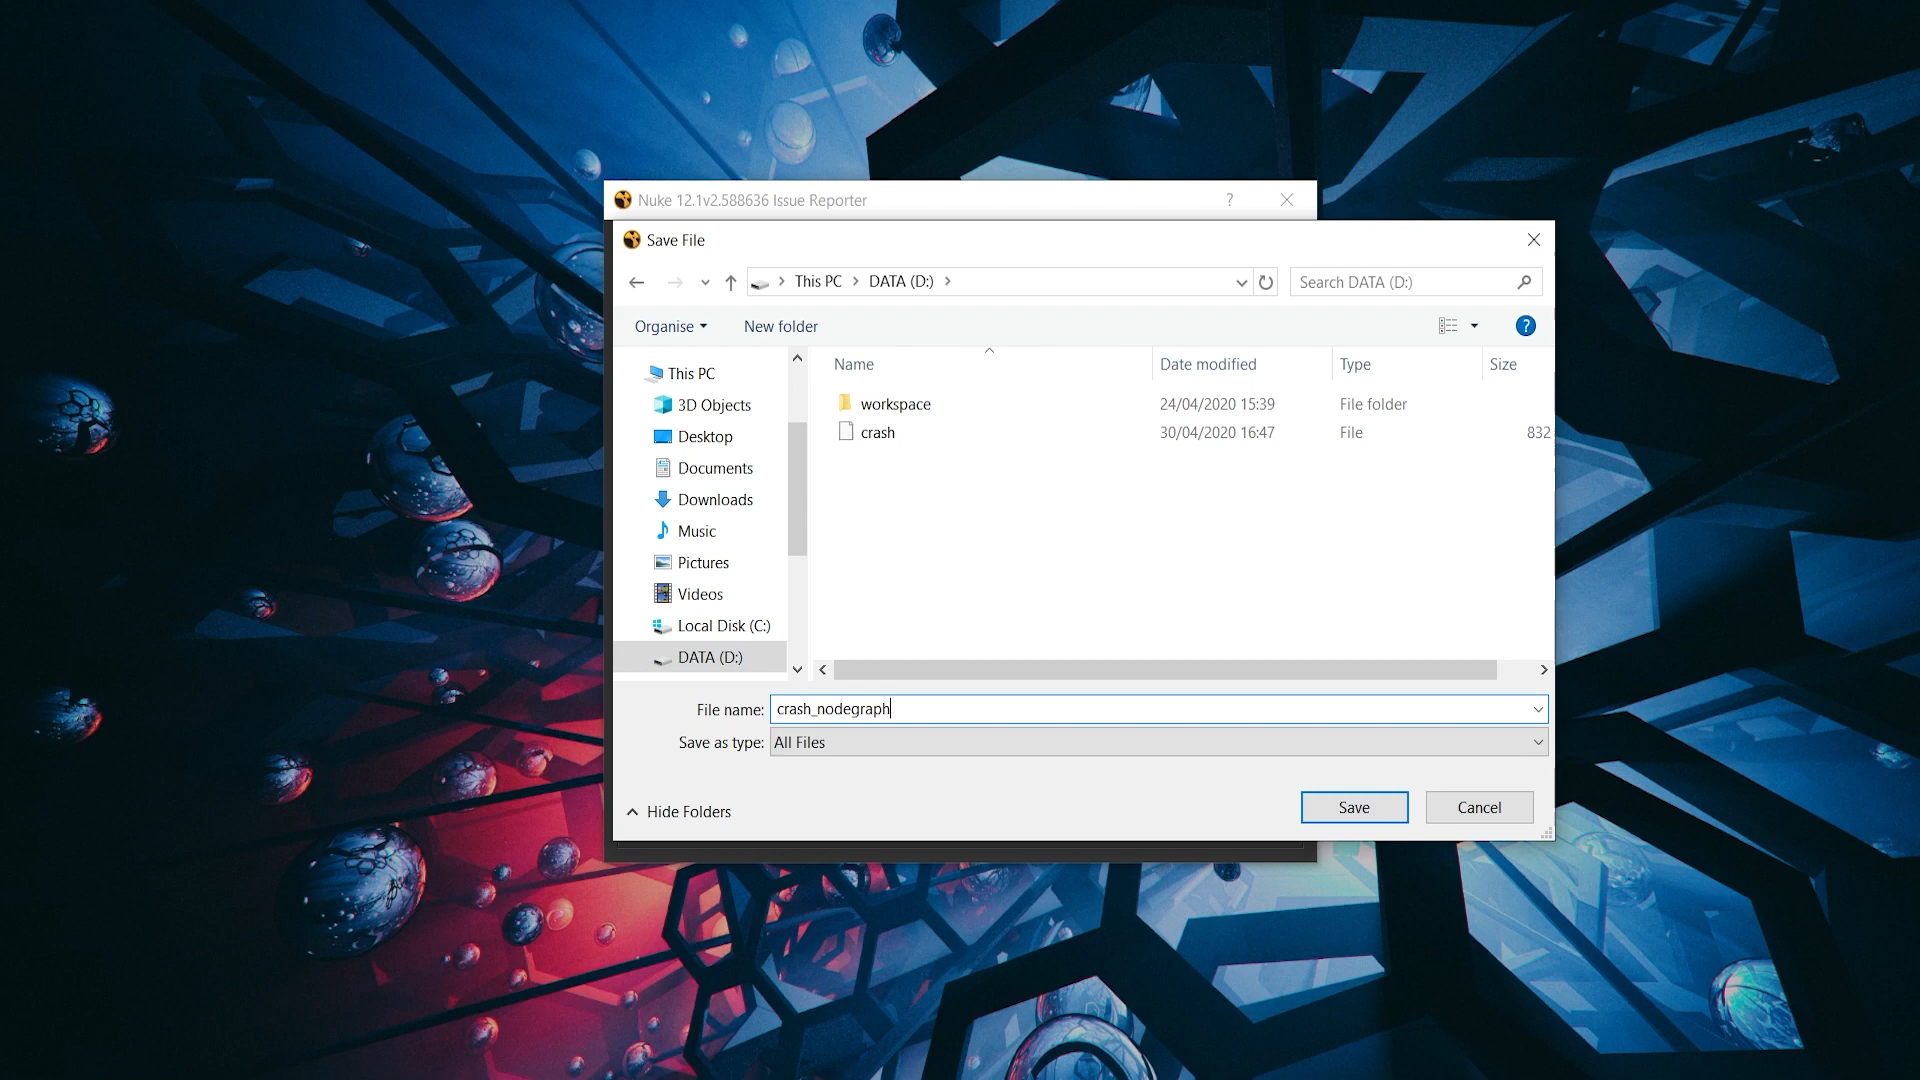 Nuke 12.1v2.588636 Issue Reporter
?
Save File
This PC
DATA (D:)
Search DATA (D:)
Organise
New folder
?
Name
Date modified
Type
Size
This PC
3D Objects
Desktop
Documents
Downloads
Music
Pictures
Videos
Local Disk (C:)
DATA (D:)
workspace 24/04/2020 15:39 File folder
crash 30/04/2020 16:47 File 832
File name: crash_nodegraph
Save as type: All Files
Hide Folders
Save
Cancel